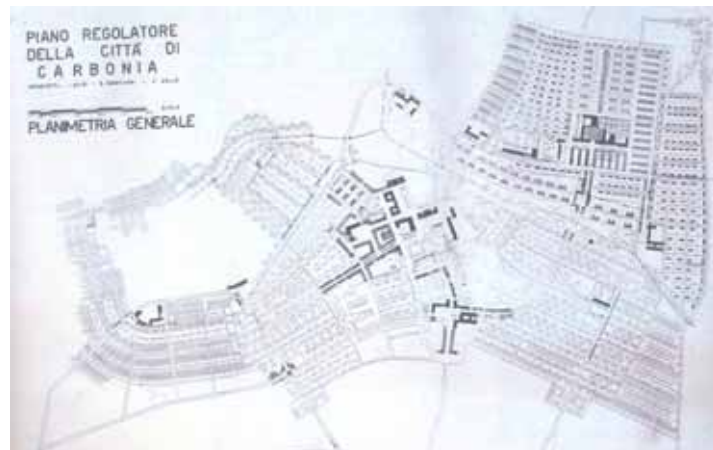 PIANO REGOLATORE
DELLA CITTÀ DI
CARBONIA
PLANIMETRIA GENERALE